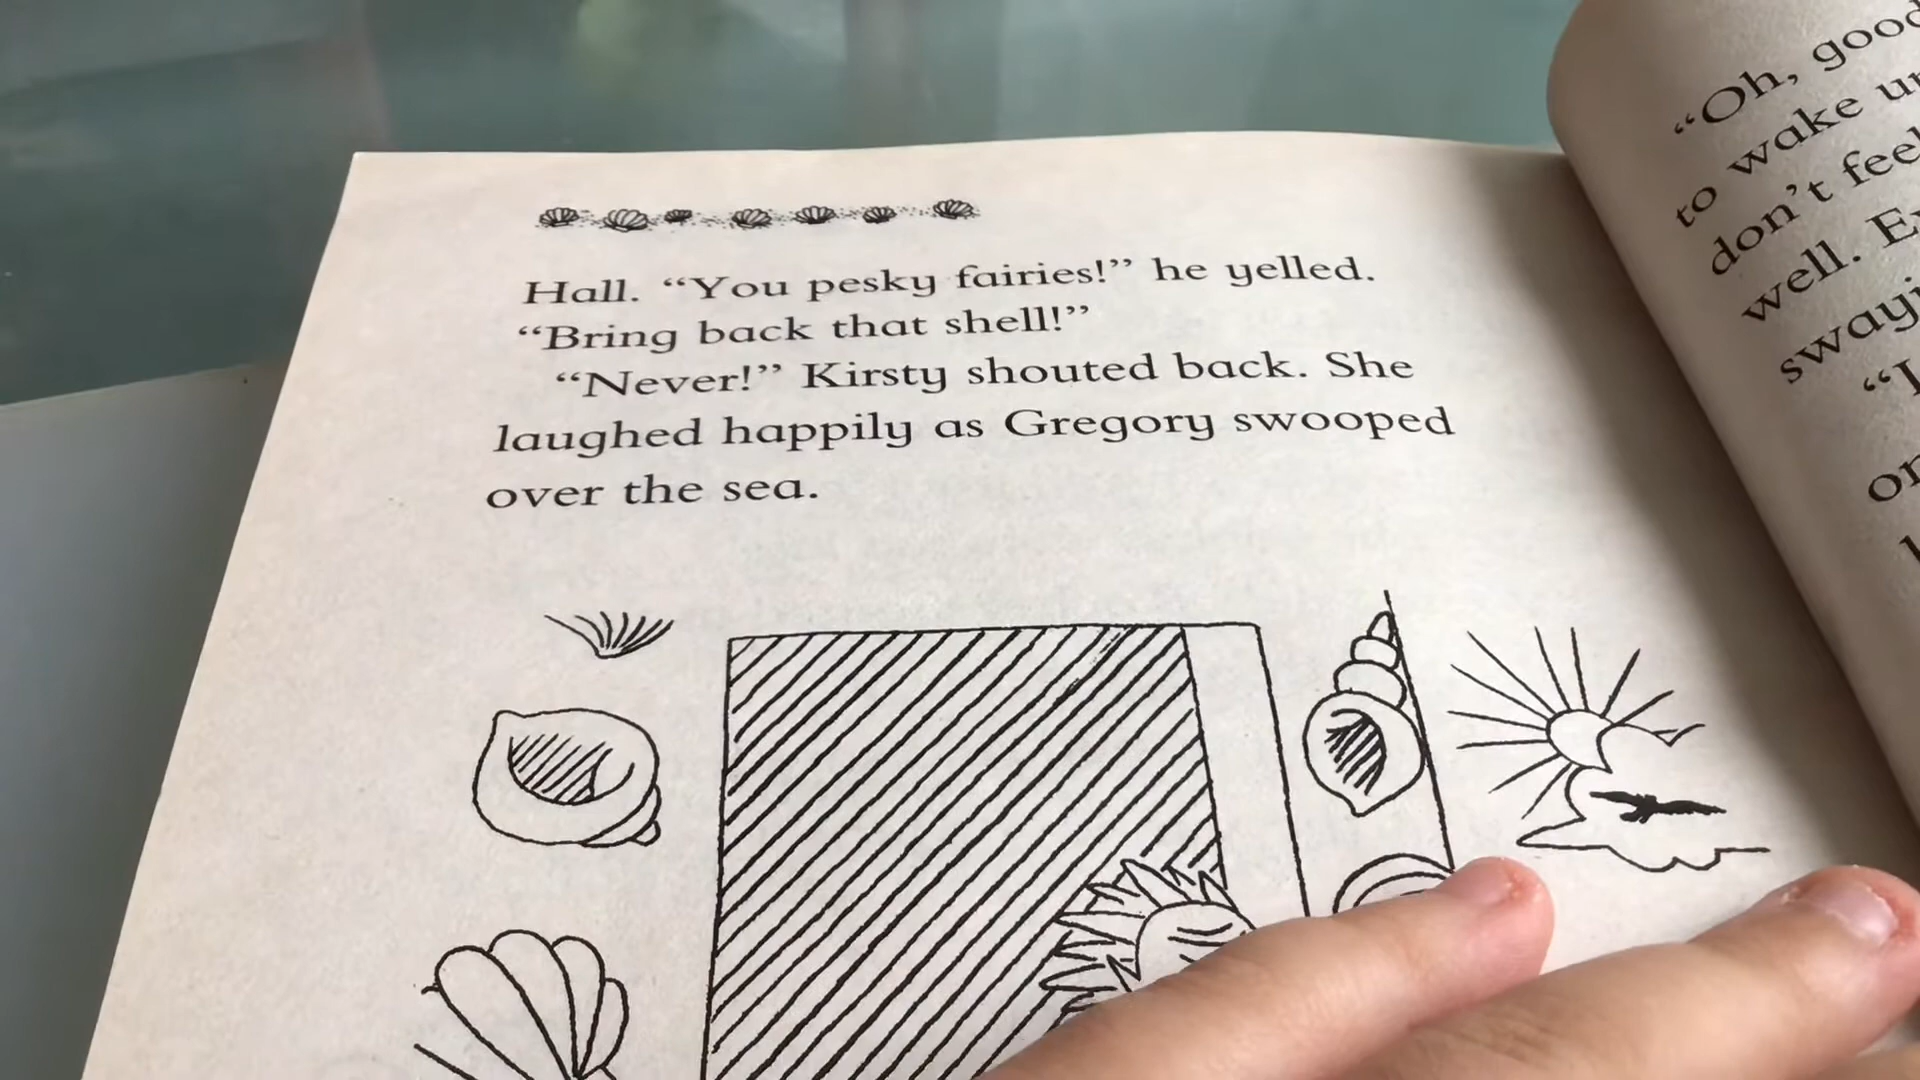 Hall. “You pesky fairies!” he yelled.
“Bring back that shell!”
“Never!” Kirsty shouted back. She
laughed happily as Gregory swooped
over the sea.
“Oh, good
to wake
don’t feel
well.